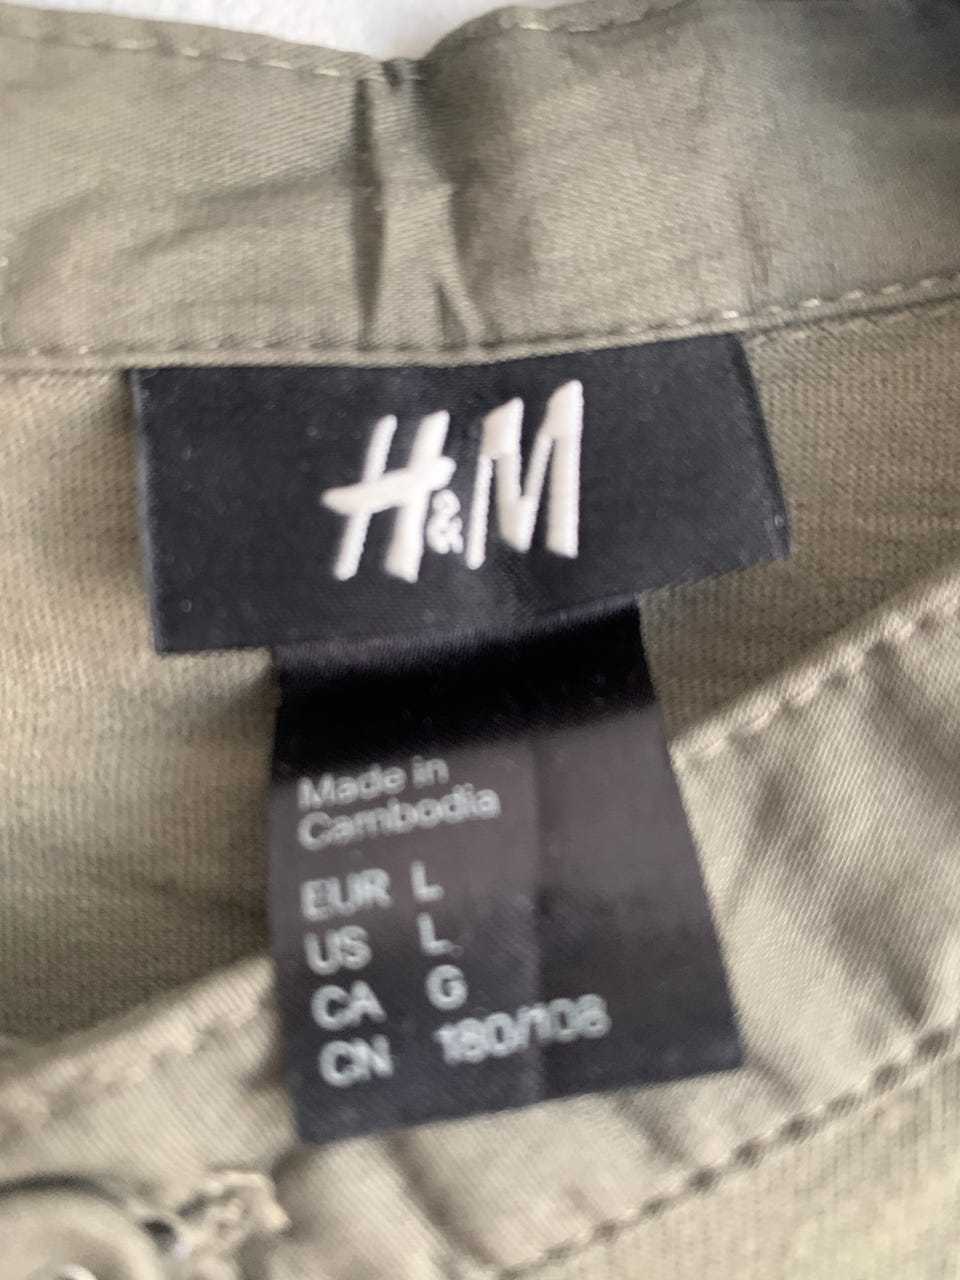 H&M
Made in
Cambodia
EUR L
US L
CA G
CN 180/108